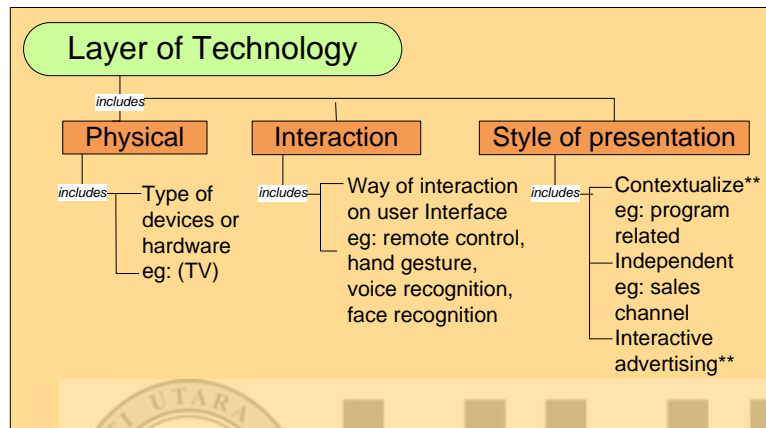 Layer of Technology
includes
Physical
Interaction
Style of presentation
includes
Type of
devices or
hardware
eg: (TV)
includes
Way of interaction
on user Interface
eg: remote control,
hand gesture,
voice recognition,
face recognition
includes
Contextualize**
eg: program
related
Independent
eg: sales
channel
Interactive
advertising**
UTARA